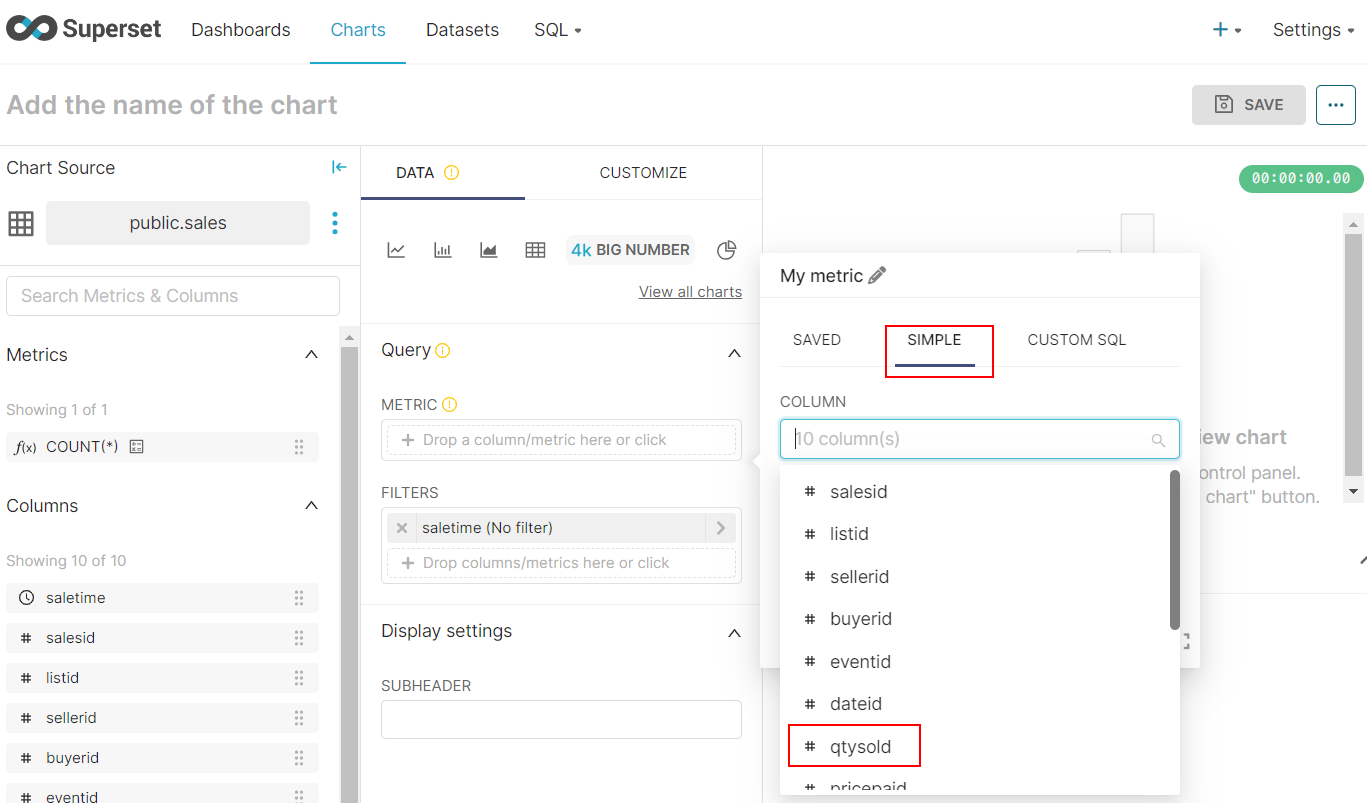 Superset Dashboards Charts Datasets SQL Settings
Add the name of the chart
SAVE
Chart Source
public.sales
Search Metrics & Columns
Metrics
Showing 1 of 1
f(x) COUNT(*)
Columns
Showing 10 of 10
saletime
# salesid
# listid
# sellerid
# buyerid
# eventid
DATA CUSTOMIZE
4k BIG NUMBER
View all charts
Query
METRIC
+ Drop a column/metric here or click
FILTERS
saletime (No filter)
+ Drop columns/metrics here or click
Display settings
SUBHEADER
00:00:00.00
My metric
SAVED SIMPLE CUSTOM SQL
COLUMN
10 column(s)
# salesid
# listid
# sellerid
# buyerid
# eventid
# dateid
# qtysold
# pricepaid
iew chart
ontrol panel.
chart" button.